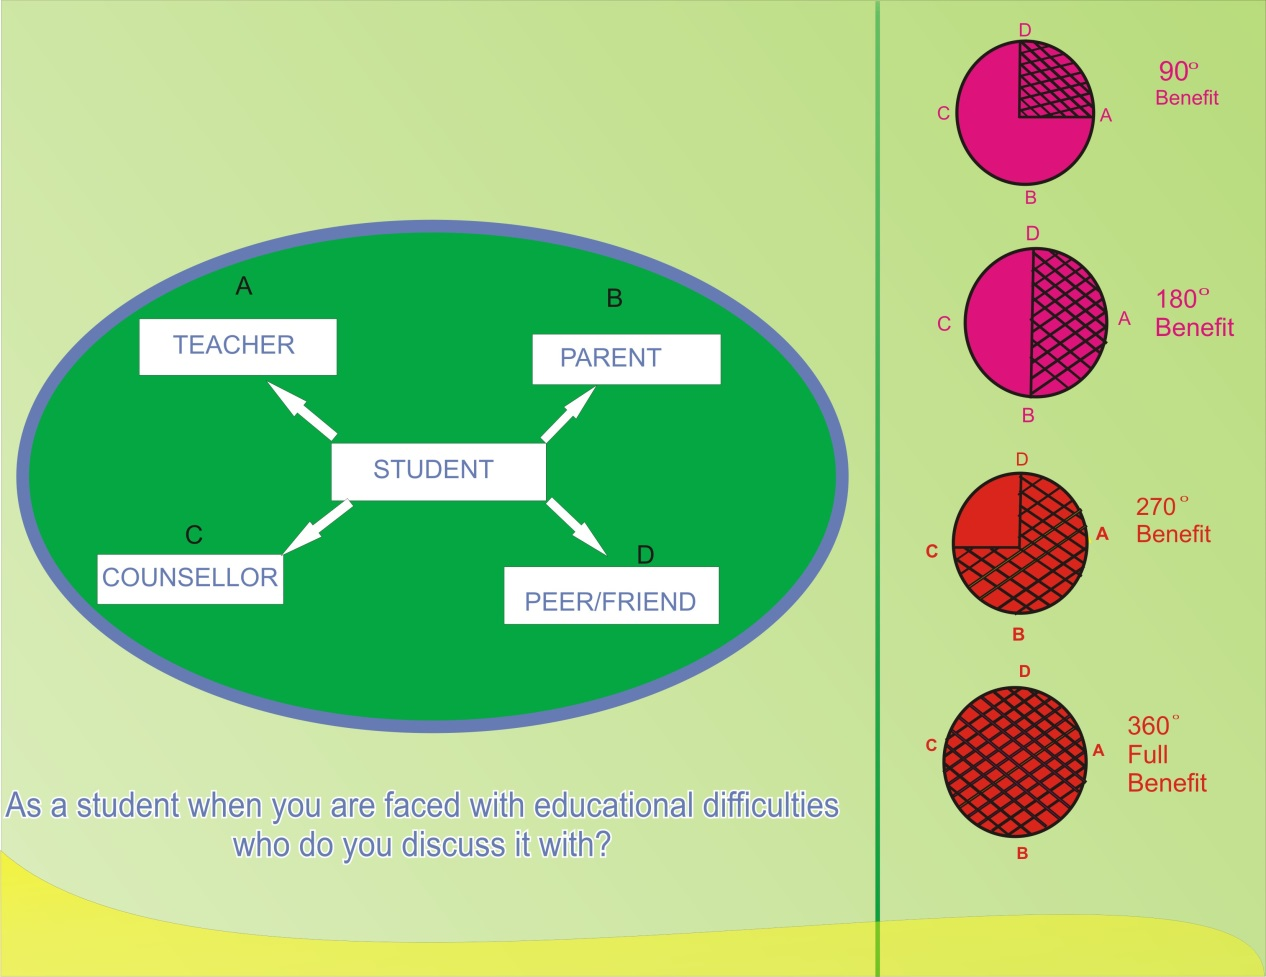 A
TEACHER
B
PARENT
STUDENT
C
COUNSELLOR
D
PEER/FRIEND
As a student when you are faced with educational difficulties
who do you discuss it with?
D
C
A
B
90°
Benefit
D
C
A
B
180°
Benefit
D
C
A
B
270°
Benefit
D
C
A
B
360°
Full
Benefit